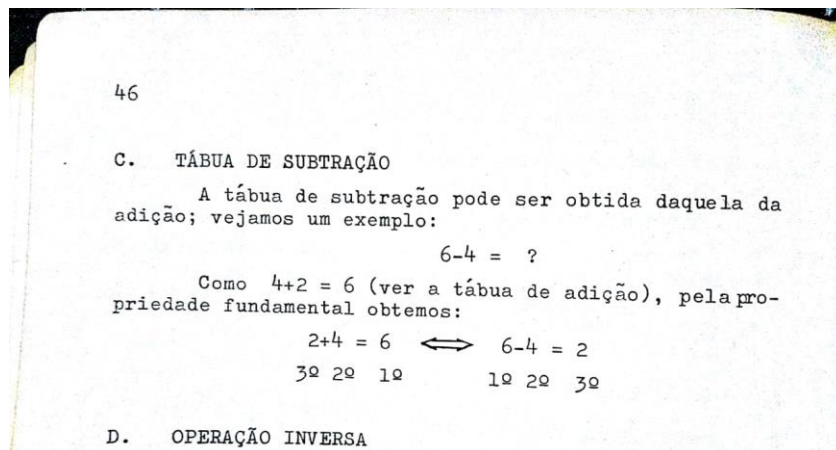 46
C. TÁBUA DE SUBTRAÇÃO
A tábua de subtração pode ser obtida daquela da
adição; vejamos um exemplo:
6-4 = ?
Como 4+2 = 6 (ver a tábua de adição), pela pro-
priedade fundamental obtemos:
2+4 = 6 ⟺ 6-4 = 2
3º 2º 1º 1º 2º 3º
D. OPERAÇÃO INVERSA